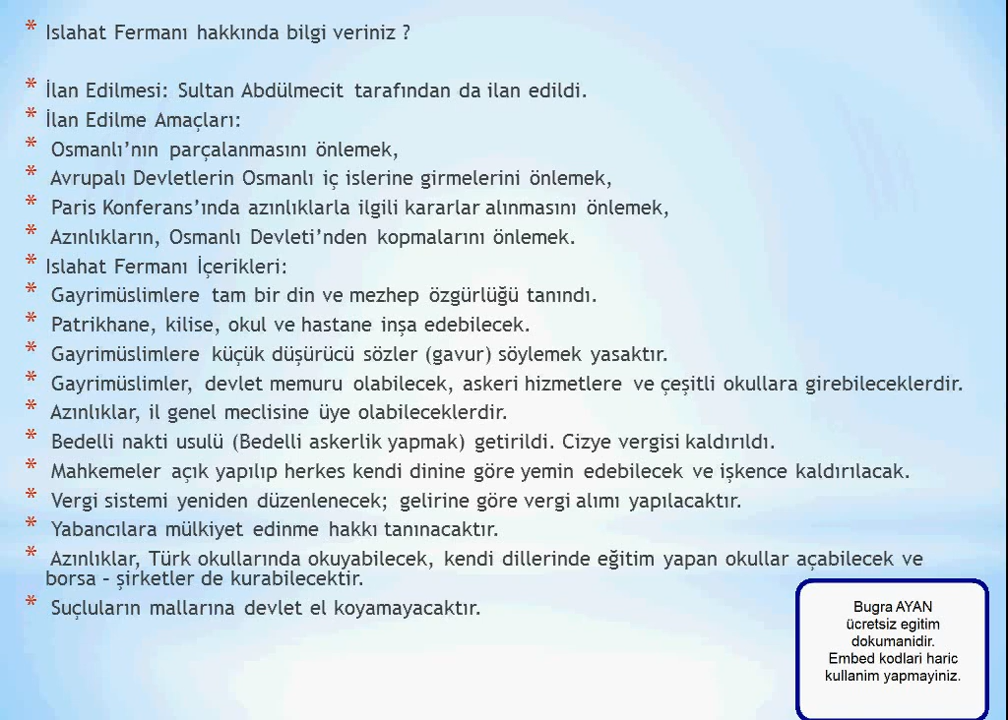 * Islahat Fermanı hakkında bilgi veriniz ?
* İlan Edilmesi: Sultan Abdülmecit tarafından da ilan edildi.
* İlan Edilme Amaçları:
* Osmanlı’nın parçalanmasını önlemek,
* Avrupalı Devletlerin Osmanlı iç islerine girmelerini önlemek,
* Paris Konferans’ında azınlıklarla ilgili kararlar alınmasını önlemek,
* Azınlıkların, Osmanlı Devleti’nden kopmalarını önlemek.
* Islahat Fermanı İçerikleri:
* Gayrimüslimlere tam bir din ve mezhep özgürlüğü tanındı.
* Patrikhane, kilise, okul ve hastane inşa edebilecek.
* Gayrimüslimlere küçük düşürücü sözler (gavur) söylemek yasaktır.
* Gayrimüslimler, devlet memuru olabilecek, askeri hizmetlere ve çeşitli okullara girebileceklerdir.
* Azınlıklar, il genel meclisine üye olabileceklerdir.
* Bedelli nakti usulü (Bedelli askerlik yapmak) getirildi. Cizye vergisi kaldırıldı.
* Mahkemeler açık yapılıp herkes kendi dinine göre yemin edebilecek ve işkence kaldırılacak.
* Vergi sistemi yeniden düzenlenecek; gelirine göre vergi alımı yapılacaktır.
* Yabancılara mülkiyet edinme hakkı tanınacaktır.
* Azınlıklar, Türk okullarında okuyabilecek, kendi dillerinde eğitim yapan okullar açabilecek ve
borsa – şirketler de kurabilecektir.
* Suçluların mallarına devlet el koyamayacaktır.
Bugra AYAN
ücretsiz egitim
dokumanidir.
Embed kodlari haric
kullanim yapmayiniz.